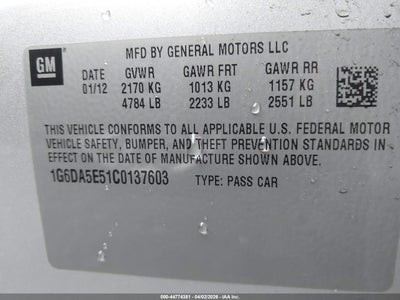 GM
MFD BY GENERAL MOTORS LLC
DATE GVWR GAWR FRT GAWR RR
01/12 2170 KG 1013 KG 1157 KG
4784 LB 2233 LB 2551 LB
THIS VEHICLE CONFORMS TO ALL APPLICABLE U.S. FEDERAL MOTOR
VEHICLE SAFETY, BUMPER, AND THEFT PREVENTION STANDARDS
IN EFFECT ON THE DATE OF MANUFACTURE SHOWN ABOVE.
1G6DA5E51C0137603 TYPE: PASS CAR
000-44774381 - 04/02/2026 - 1700